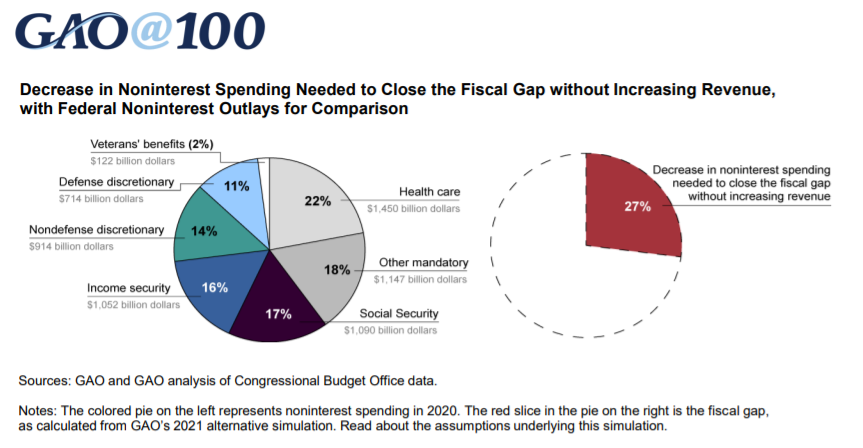 GAO@100
Decrease in Noninterest Spending Needed to Close the Fiscal Gap without Increasing Revenue,
with Federal Noninterest Outlays for Comparison
Veterans' benefits (2%)
$122 billion dollars
Defense discretionary
$714 billion dollars
11%
Nondefense discretionary
$914 billion dollars
14%
Income security
$1,052 billion dollars
16%
22%
Health care
$1,450 billion dollars
18%
Other mandatory
$1,147 billion dollars
17%
Social Security
$1,090 billion dollars
27%
Decrease in noninterest spending
needed to close the fiscal gap
without increasing revenue
Sources: GAO and GAO analysis of Congressional Budget Office data.
Notes: The colored pie on the left represents noninterest spending in 2020. The red slice in the pie on the right is the fiscal gap,
as calculated from GAO's 2021 alternative simulation. Read about the assumptions underlying this simulation.